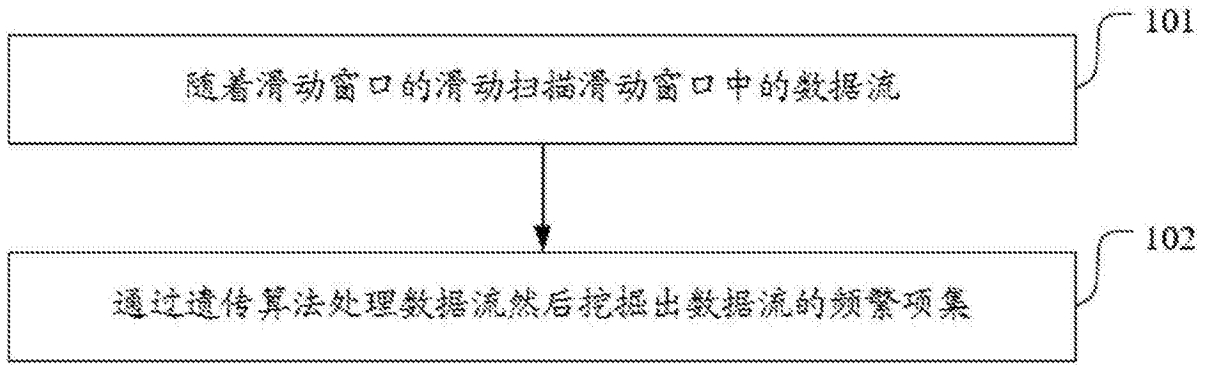 101
随着滑动窗口的滑动扫描滑动窗口中的数据流
102
通过遗传算法处理数据流然后挖掘出数据流的频繁项集